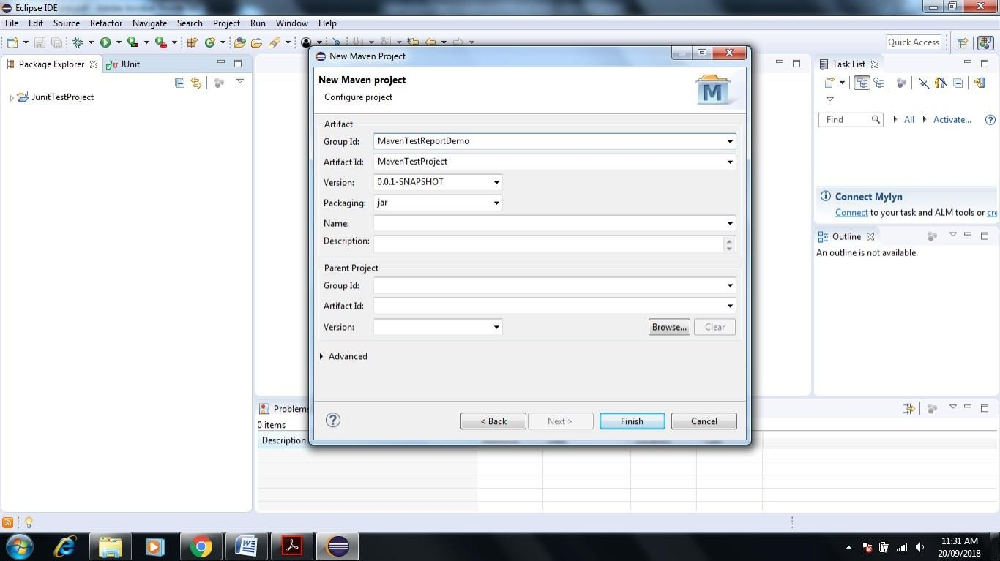 Eclipse IDE
File Edit Source Refactor Navigate Search Project Run Window Help
Quick Access
Package Explorer
JUnit
JunitTestProject
New Maven Project
New Maven project
Configure project
M
Artifact
Group Id: MavenTestReportDemo
Artifact Id: MavenTestProject
Version: 0.0.1-SNAPSHOT
Packaging: jar
Name:
Description:
Parent Project
Group Id:
Artifact Id:
Version:
Browse... Clear
Advanced
< Back Next > Finish Cancel
Task List
Find All Activate...
Connect Mylyn
Connect to your task and ALM tools or cre
Outline
An outline is not available.
Problems
0 items
Description
11:31 AM
20/09/2018